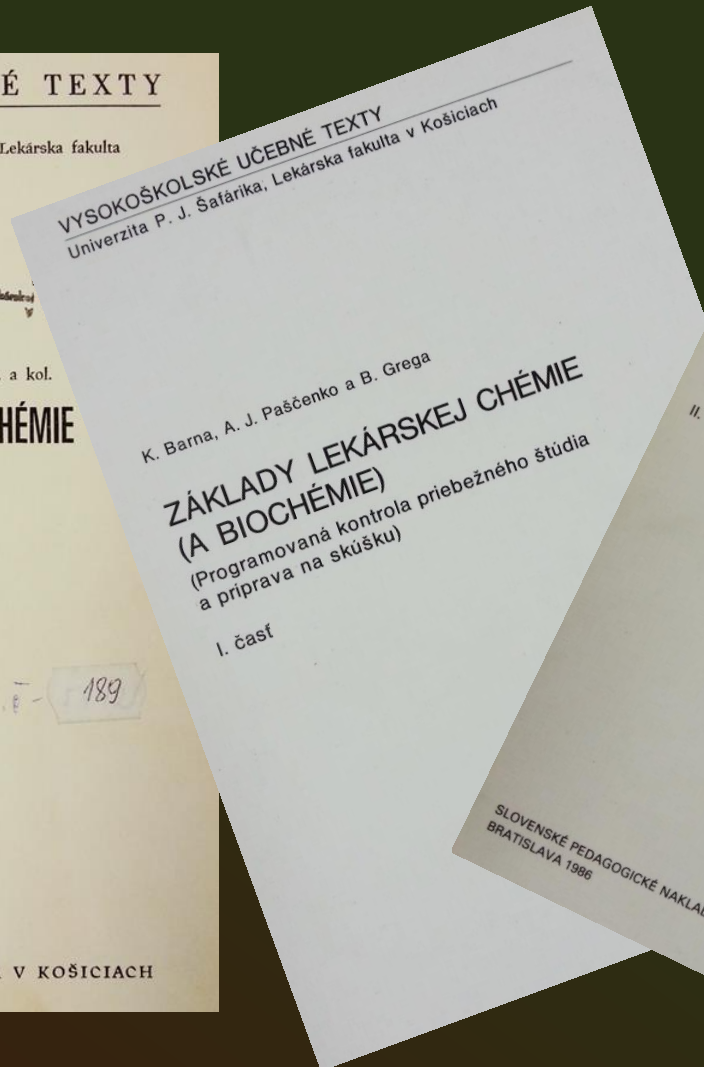 É TEXTY
Lekárska fakulta
a kol.
HÉMIE
189
V KOŠICIACH
VYSOKOŠKOLSKÉ UČEBNÉ TEXTY
Univerzita P. J. Šafárika, Lekárska fakulta v Košiciach
K. Barna, A. J. Paščenko a B. Grega
ZÁKLADY LEKÁRSKEJ CHÉMIE
(A BIOCHÉMIE)
(Programovaná kontrola priebežného štúdia
a príprava na skúšku)
I. časť
II.
SLOVENSKÉ PEDAGOGICKÉ NAKLAD
BRATISLAVA 1986